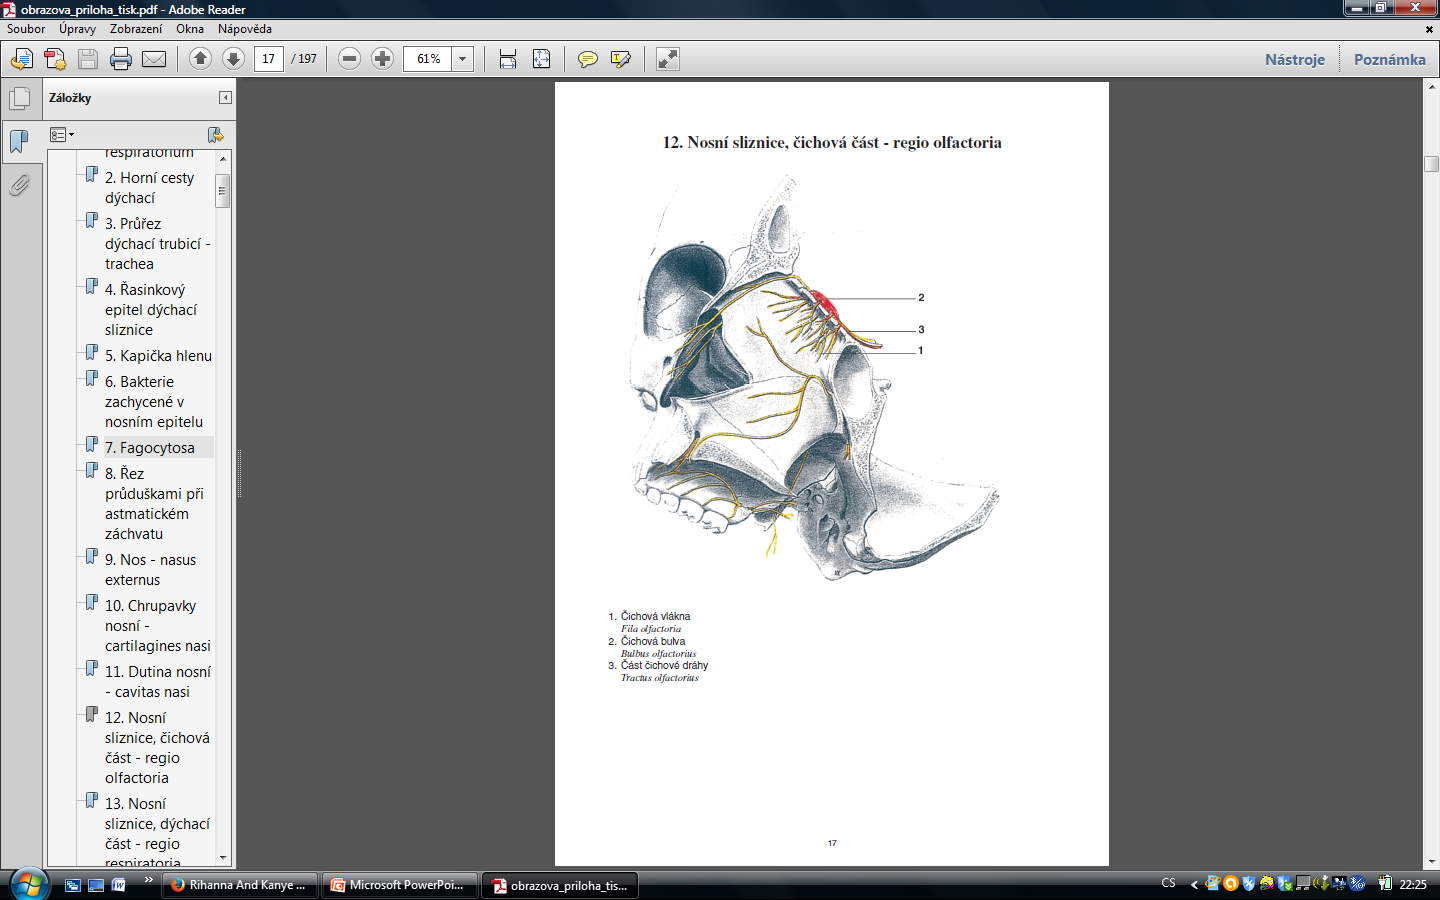 obrazova_priloha_tisk.pdf - Adobe Reader
Soubor Úpravy Zobrazení Okna Nápověda
17 / 197 61% Nástroje Poznámka
Záložky
respiratorium
2. Horní cesty
dýchací
3. Průřez
dýchací trubicí -
trachea
4. Řasinkový
epitel dýchací
sliznice
5. Kapička hlenu
6. Bakterie
zachycené v
nosním epitelu
7. Fagocytosa
8. Řez
průduškami při
astmatickém
záchvatu
9. Nos - nasus
externus
10. Chrupavky
nosní -
cartilagines nasi
11. Dutina nosní
- cavitas nasi
12. Nosní
sliznice, čichová
část - regio
olfactoria
13. Nosní
sliznice, dýchací
část - regio
respiratoria
12. Nosní sliznice, čichová část - regio olfactoria
2
3
1
1. Čichová vlákna
Fila olfactoria
2. Čichová bulva
Bulbus olfactorius
3. Část čichové dráhy
Tractus olfactorius
17
Rihanna And Kanye ... Microsoft PowerPoi... obrazova_priloha_tis... CS 22:25